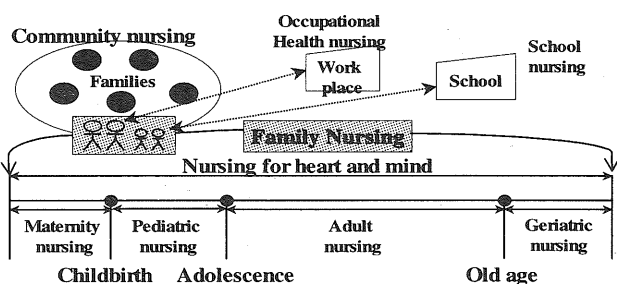 Occupational
Health nursing
Community nursing
Families
Work
place
School
School
nursing
Family Nursing
Nursing for heart and mind
Maternity
nursing
Pediatric
nursing
Adult
nursing
Geriatric
nursing
Childbirth
Adolescence
Old age